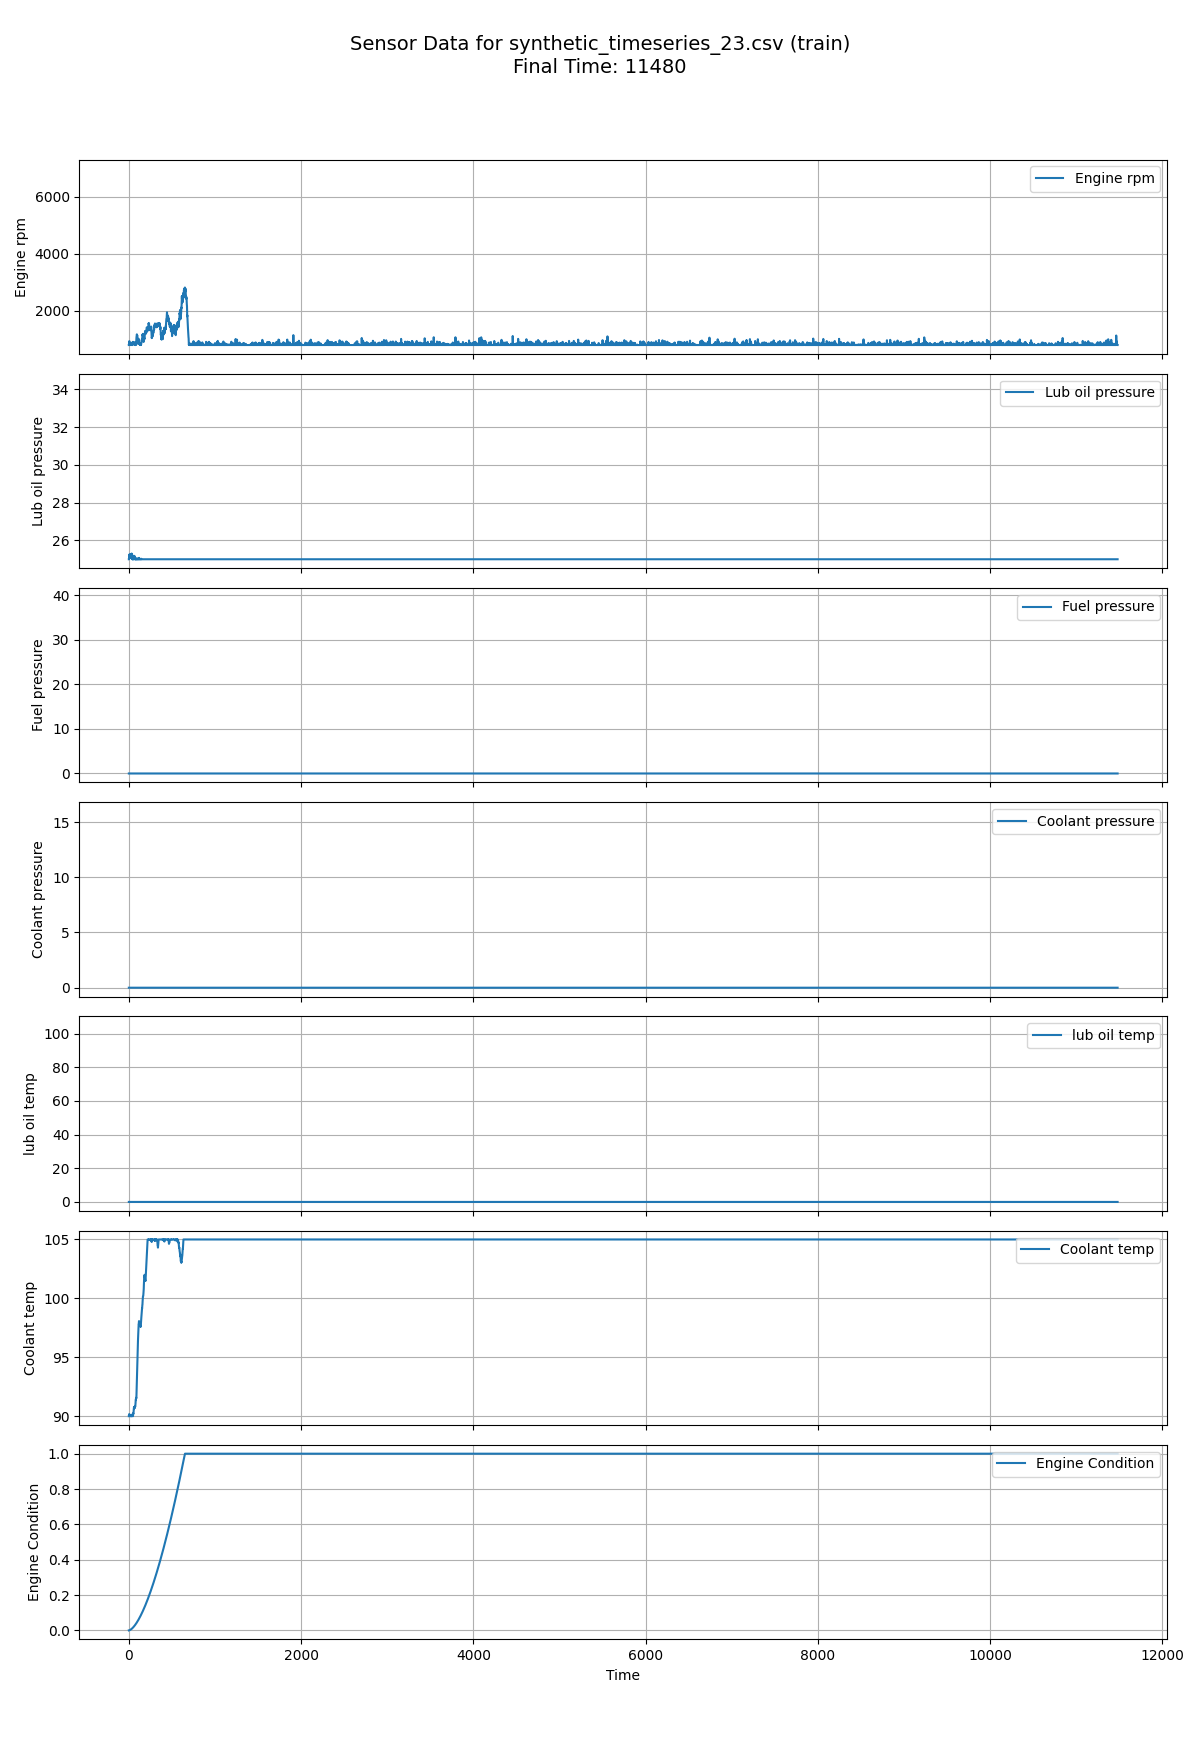 Sensor Data for synthetic_timeseries_23.csv (train)
Final Time: 11480
Engine rpm
6000
4000
2000
Engine rpm
Lub oil pressure
34
32
30
28
26
Lub oil pressure
Fuel pressure
40
30
20
10
0
Fuel pressure
Coolant pressure
15
10
5
0
Coolant pressure
lub oil temp
100
80
60
40
20
0
lub oil temp
Coolant temp
105
100
95
90
Coolant temp
Engine Condition
1.0
0.8
0.6
0.4
0.2
0.0
Engine Condition
0 2000 4000 6000 8000 10000 12000
Time